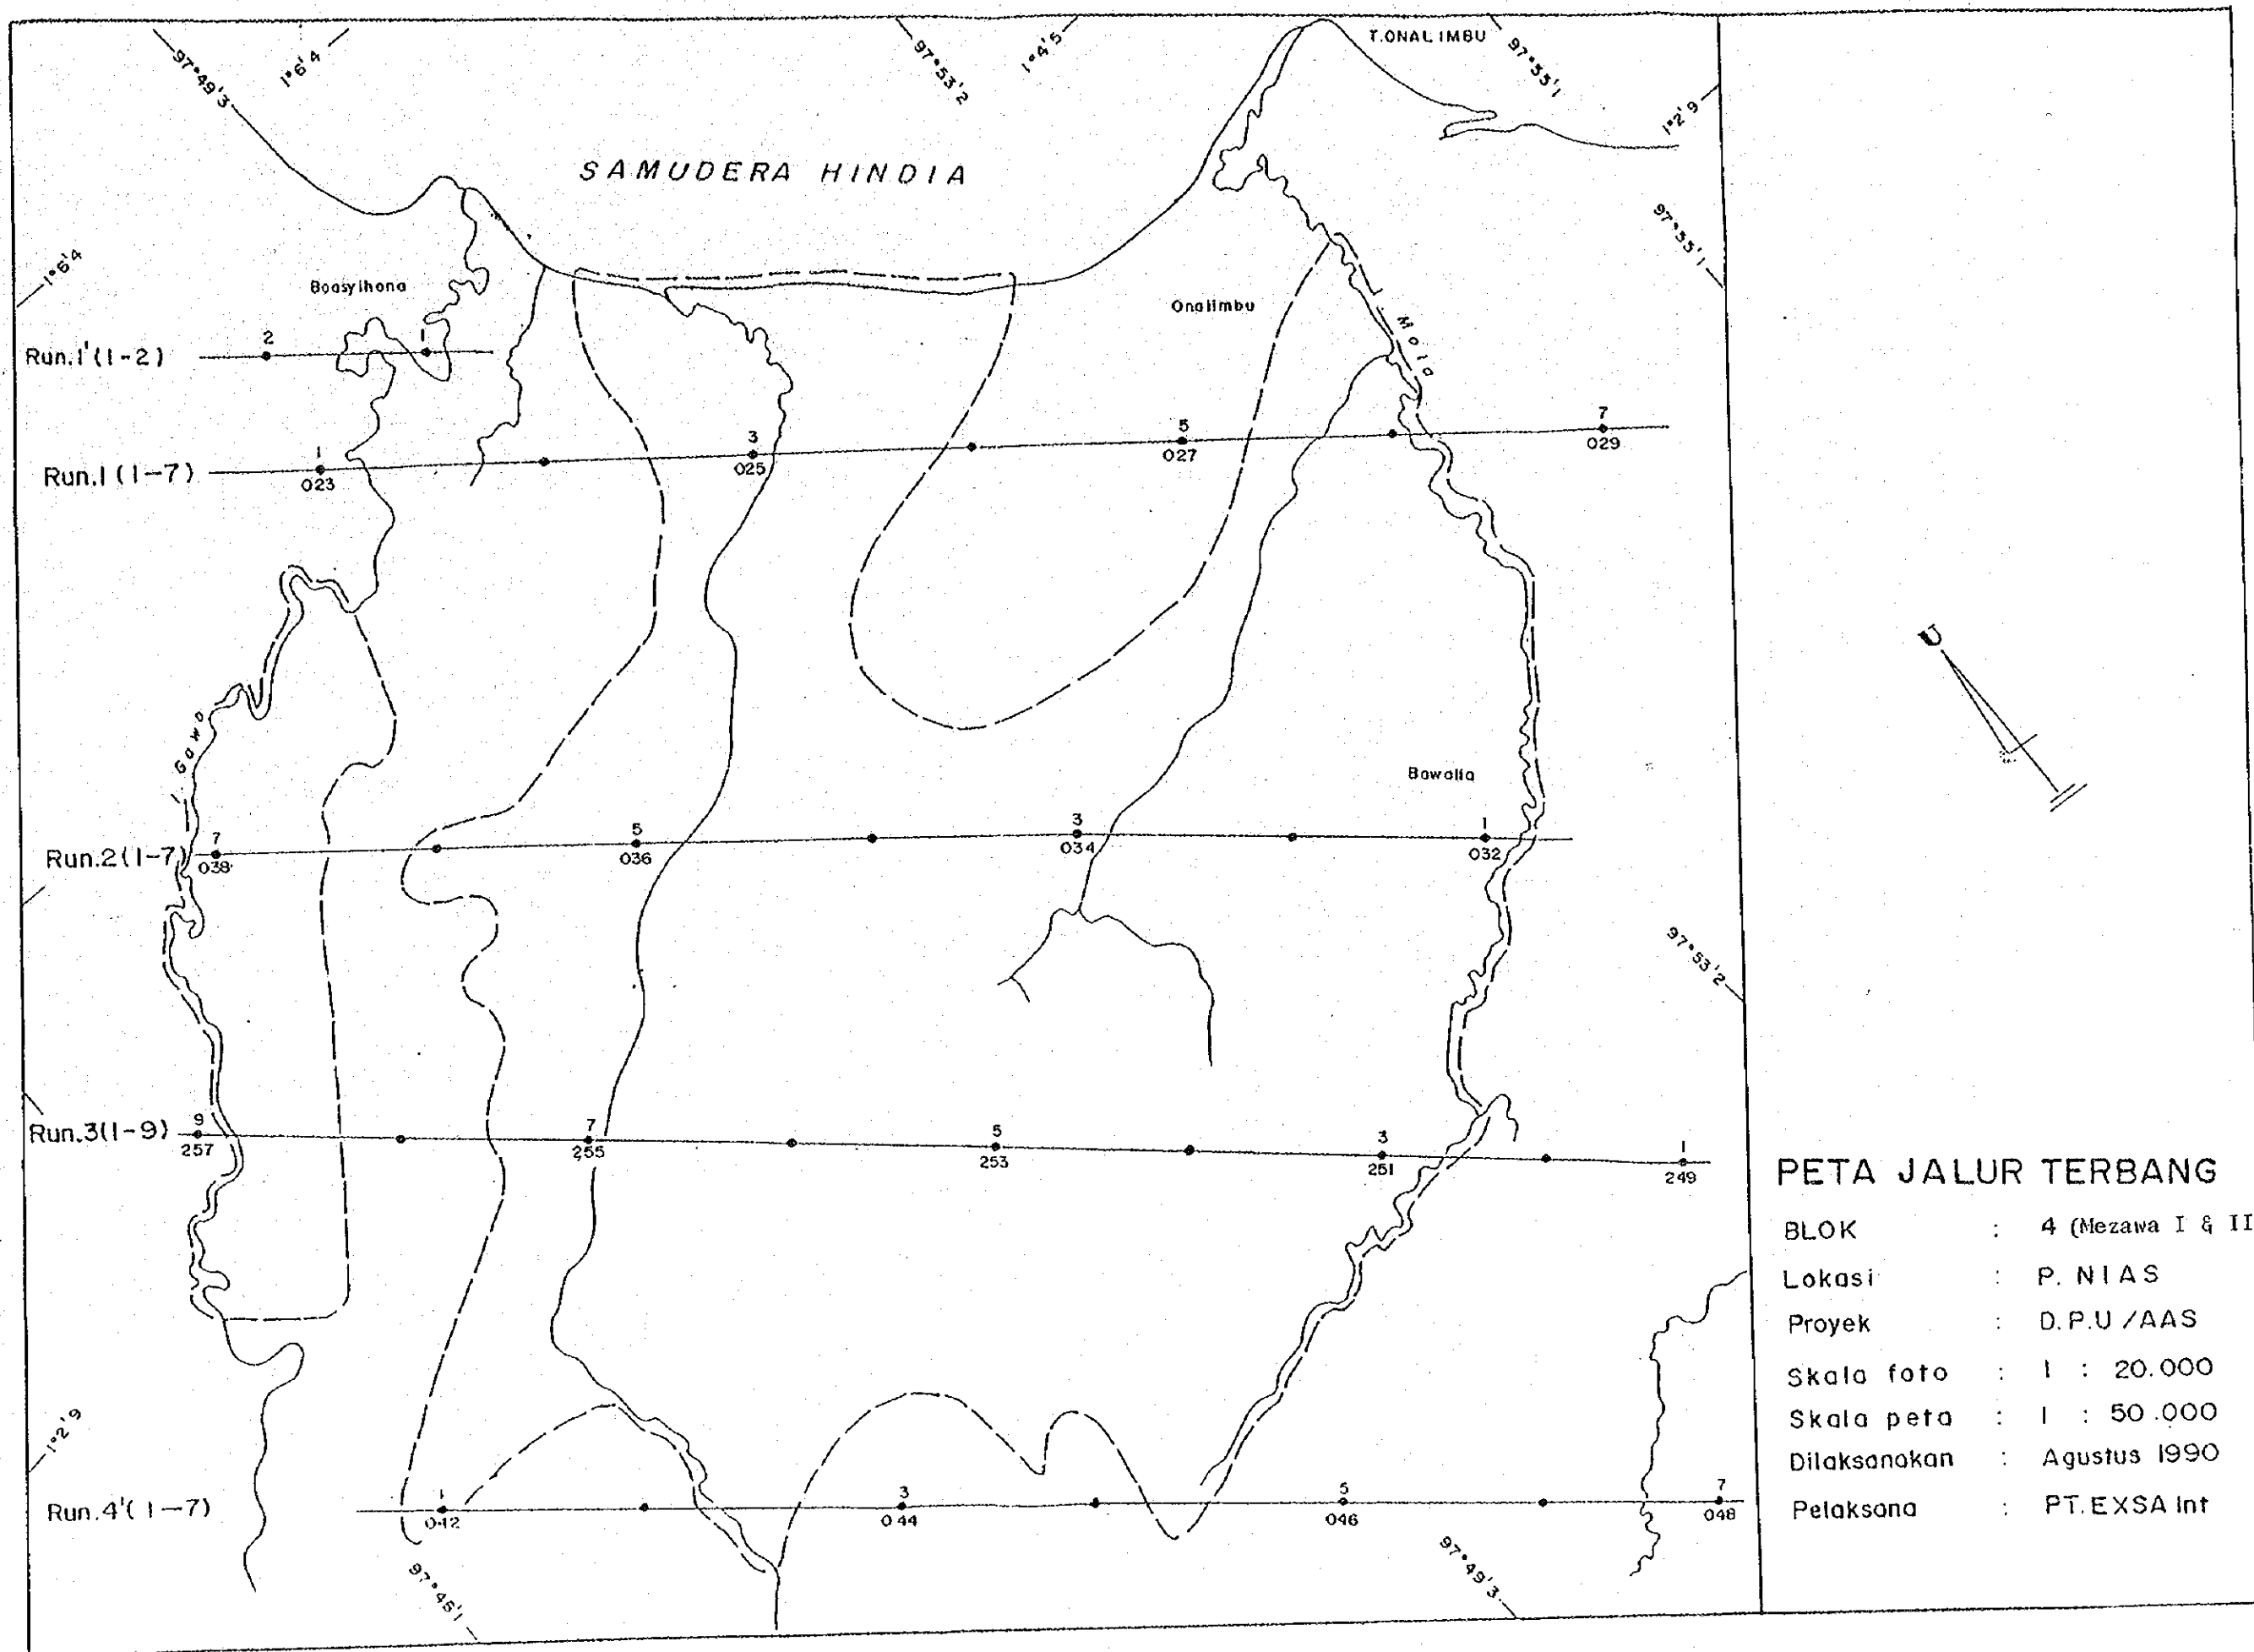 T.ONALIMBU
97°49'3
1°6'4
97°53'2
1°4'5
97°55'1
1°2'9
SAMUDERA HINDIA
97°55'1
1°6'4
Boasyihona
Onalimbu
I. Mola
Run.1'(1-2)
2
1
Run.1 (1-7)
1
3
5
7
023
025
027
029
U
I. Gawo
Bawalia
Run.2(1-7)
7
5
3
1
038
036
034
032
97°53'2
Run.3(1-9)
9
7
5
3
1
257
255
253
251
249
1°2'9
Run.4'(1-7)
1
3
5
7
042
044
046
048
97°45'1
97°49'3
PETA JALUR TERBANG
BLOK : 4 (Mezawa I & II
Lokasi : P. NIAS
Proyek : D.P.U /AAS
Skala foto : 1 : 20.000
Skala peta : 1 : 50.000
Dilaksanakan : Agustus 1990
Pelaksana : PT.EXSA Int